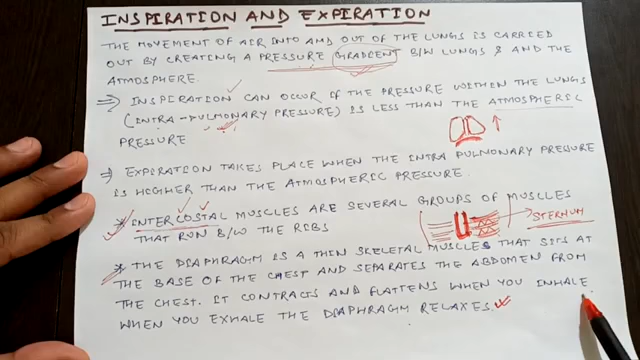 INSPIRATION AND EXPIRATION
THE MOVEMENT OF AIR INTO AND OUT OF THE LUNGS IS CARRIED
OUT BY CREATING A PRESSURE GRADIENT B/W LUNGS & AND THE
ATMOSPHERE.
⇒ INSPIRATION CAN OCCUR IF THE PRESSURE WITHIN THE LUNGS
(INTRA-PULMONARY PRESSURE) IS LESS THAN THE ATMOSPHERIC
PRESSURE
⇒ EXPIRATION TAKES PLACE WHEN THE INTRA PULMONARY PRESSURE
IS HIGHER THAN THE ATMOSPHERIC PRESSURE.
* INTERCOSTAL MUSCLES ARE SEVERAL GROUPS OF MUSCLES
THAT RUN B/W THE RIBS
STERNUM
* THE DIAPHRAGM IS A THIN SKELETAL MUSCLES THAT SITS AT
THE BASE OF THE CHEST AND SEPARATES THE ABDOMEN FROM
THE CHEST. IT CONTRACTS AND FLATTENS WHEN YOU INHALE.
WHEN YOU EXHALE THE DIAPHRAGM RELAXES.